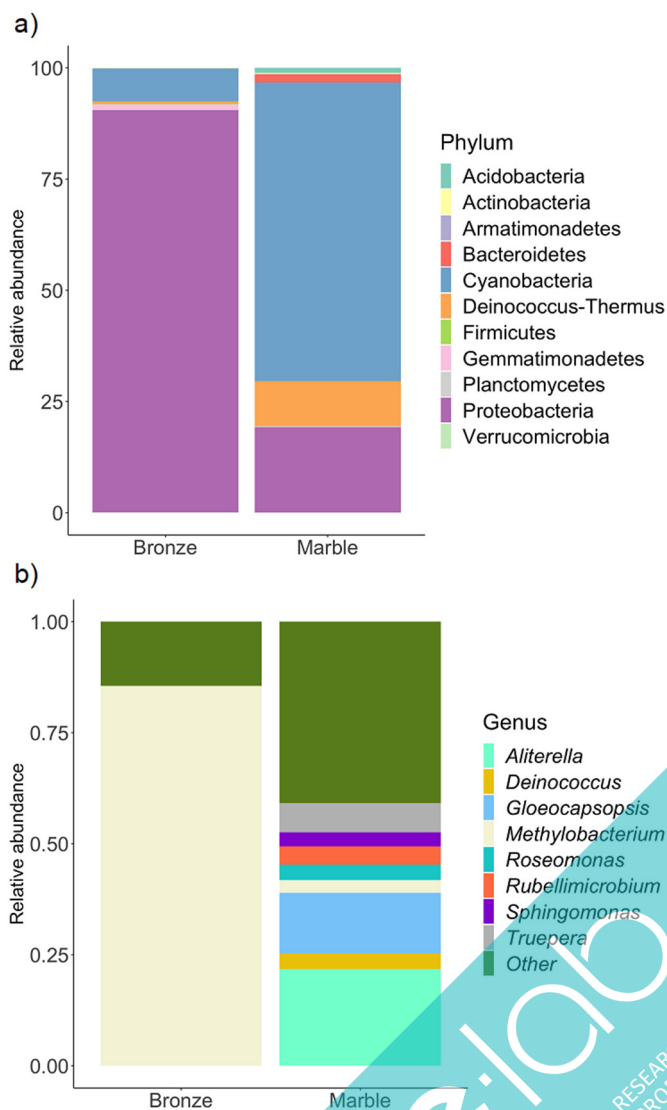 a)
Relative abundance
100
75
50
25
0
Bronze
Marble
Phylum
Acidobacteria
Actinobacteria
Armatimonadetes
Bacteroidetes
Cyanobacteria
Deinococcus-Thermus
Firmicutes
Gemmatimonadetes
Planctomycetes
Proteobacteria
Verrucomicrobia
b)
Relative abundance
1.00
0.75
0.50
0.25
0.00
Bronze
Marble
Genus
Aliterella
Deinococcus
Gloeocapsopsis
Methylobacterium
Roseomonas
Rubellimicrobium
Sphingomonas
Truepera
Other
e:lab